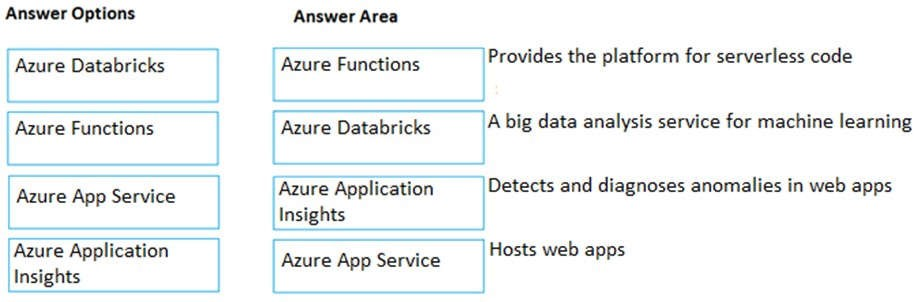 Answer Options
Answer Area
Azure Databricks
Azure Functions
Provides the platform for serverless code
Azure Functions
Azure Databricks
A big data analysis service for machine learning
Azure App Service
Azure Application
Insights
Detects and diagnoses anomalies in web apps
Azure Application
Insights
Azure App Service
Hosts web apps